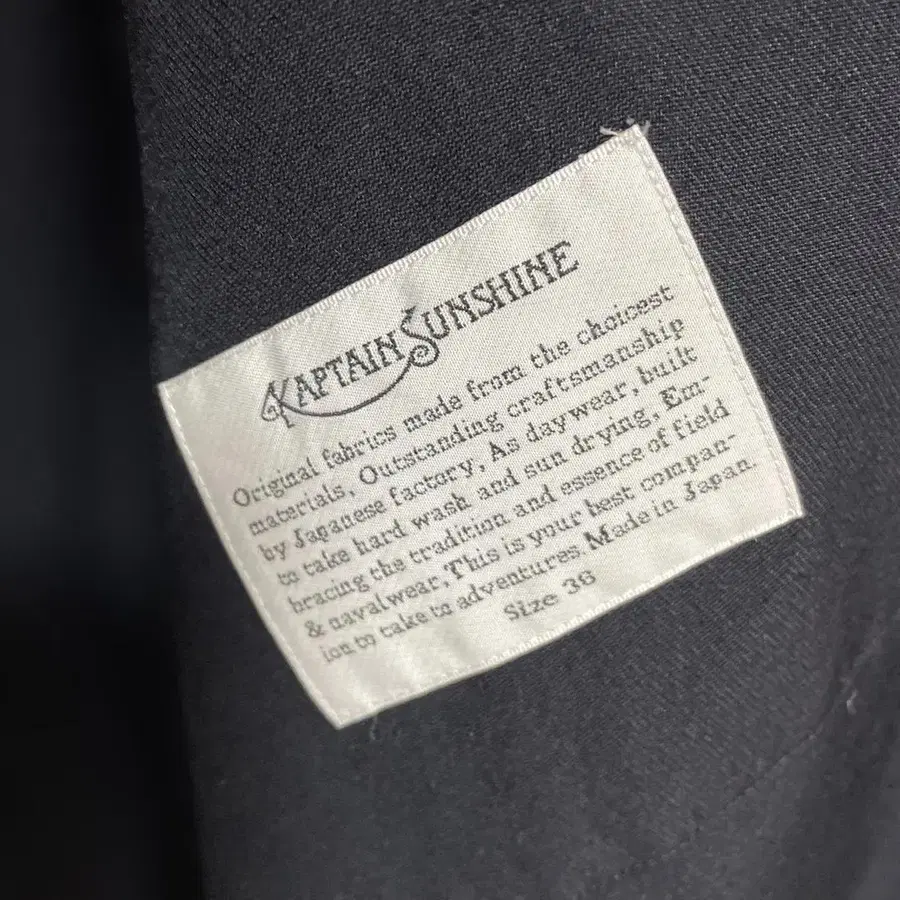 KAPTAIN SUNSHINE
Original fabrics made from the choicest
materials. Outstanding craftsmanship
by Japanese factory. As daywear, built
to take hard wash and sun drying. Em-
bracing the tradition and essence of field
& navalwear. This is your best compan-
ion to take to adventures. Made in Japan.
Size 36